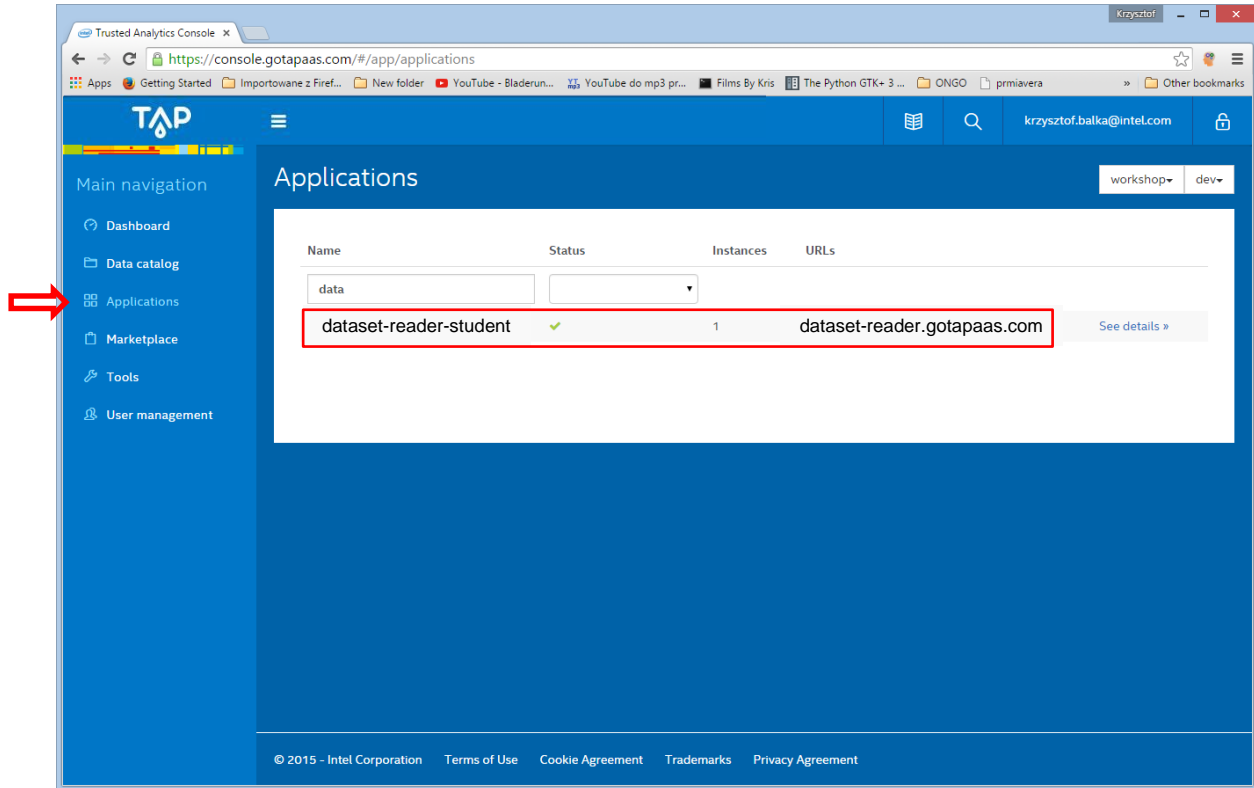 Krzysztof
Trusted Analytics Console
https://console.gotapaas.com/#/app/applications
Apps Getting Started Importowane z Firef... New folder YouTube - Bladerun... YouTube do mp3 pr... Films By Kris The Python GTK+ 3 ... ONGO prmiavera » Other bookmarks
TAP
krzysztof.balka@intel.com
Main navigation
Applications
workshop
dev
Dashboard
Data catalog
Applications
Marketplace
Tools
User management
Name Status Instances URLs
data
dataset-reader-student 1 dataset-reader.gotapaas.com See details »
© 2015 - Intel Corporation Terms of Use Cookie Agreement Trademarks Privacy Agreement